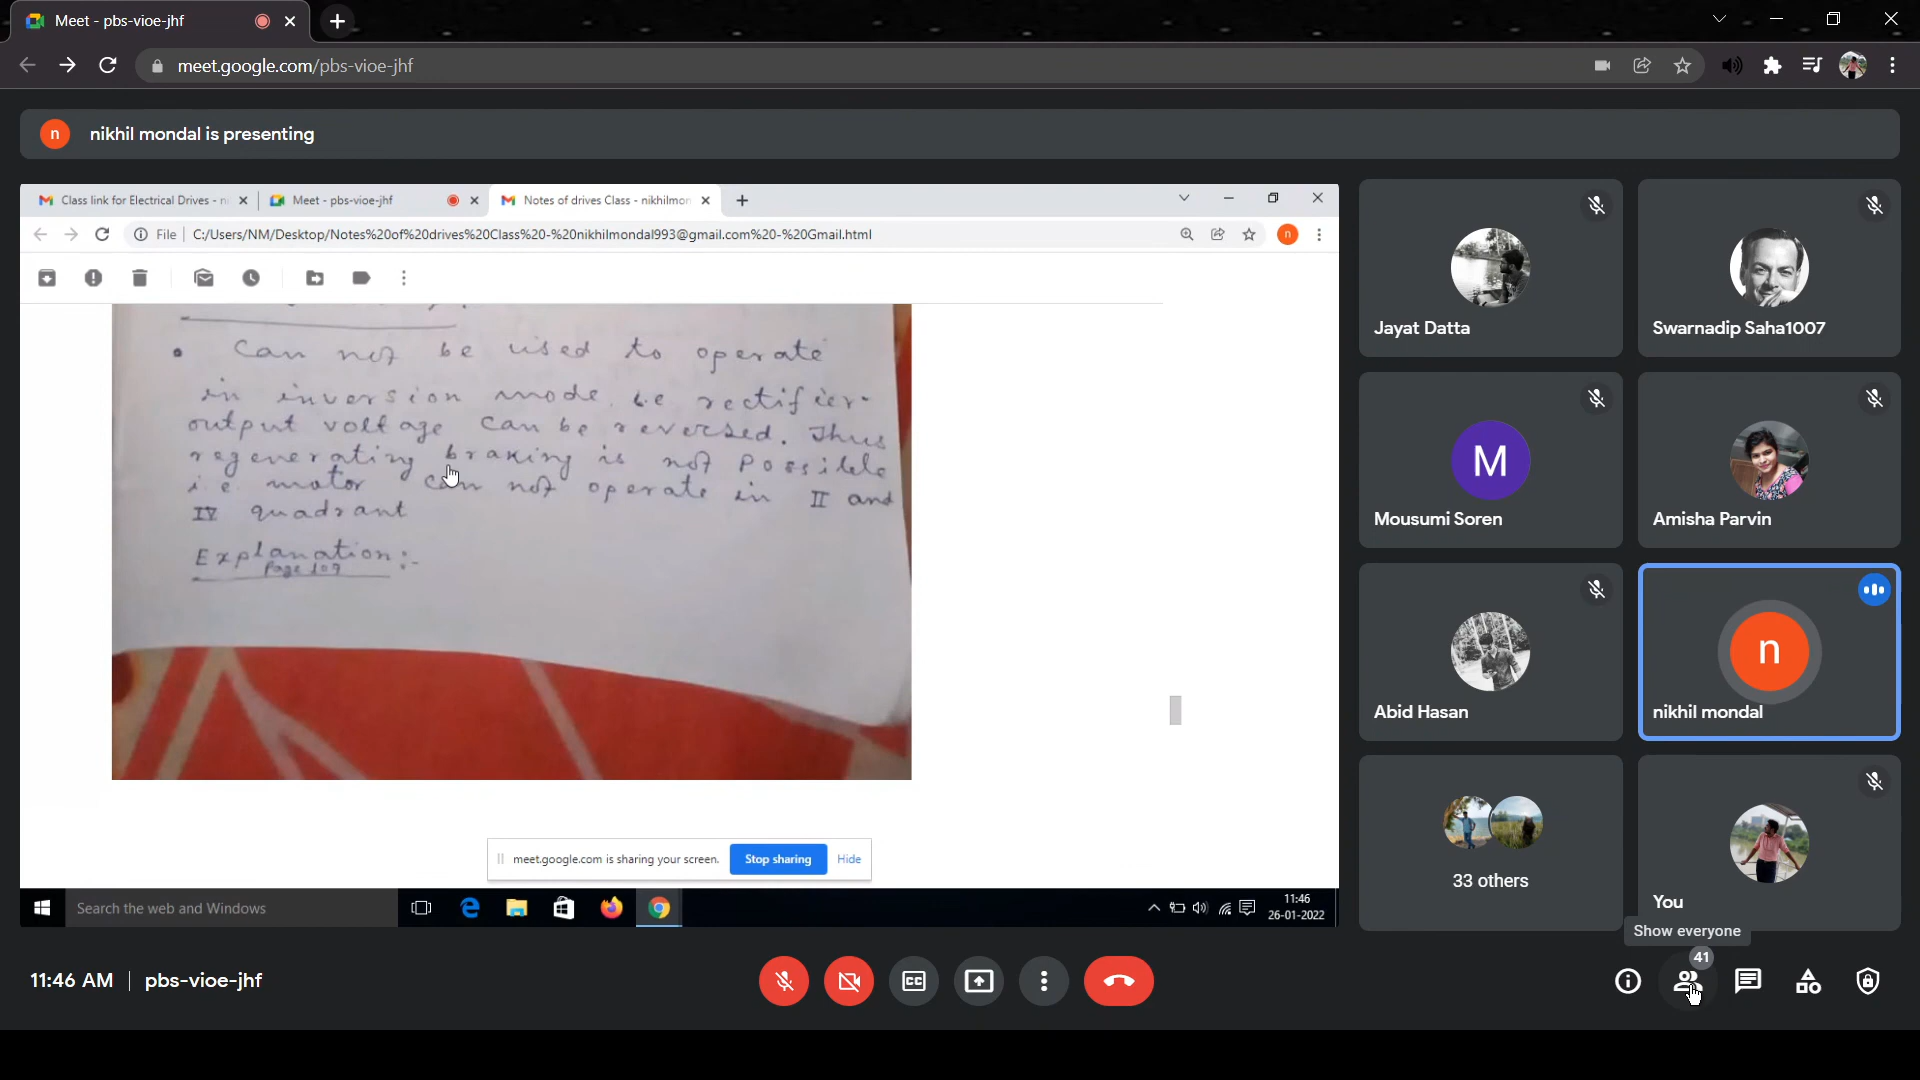 Meet - pbs-vioe-jhf
meet.google.com/pbs-vioe-jhf
n nikhil mondal is presenting
Class link for Electrical Drives - n
Meet - pbs-vioe-jhf
Notes of drives Class - nikhilmon
File C:/Users/NM/Desktop/Notes%20of%20drives%20Class%20-%20nikhilmondal993@gmail.com%20-%20Gmail.html
n
• Can not be used to operate
in inversion mode. i.e rectifier-
output voltage can be reversed. Thus
regenerating braking is not possible
i.e. motor can not operate in II and
IV quadrant
Explanation:-
Page 109
meet.google.com is sharing your screen. Stop sharing Hide
Search the web and Windows
11:46
26-01-2022
Jayat Datta
Swarnadip Saha1007
M
Mousumi Soren
Amisha Parvin
Abid Hasan
n
nikhil mondal
33 others
You
Show everyone
41
11:46 AM | pbs-vioe-jhf
CC